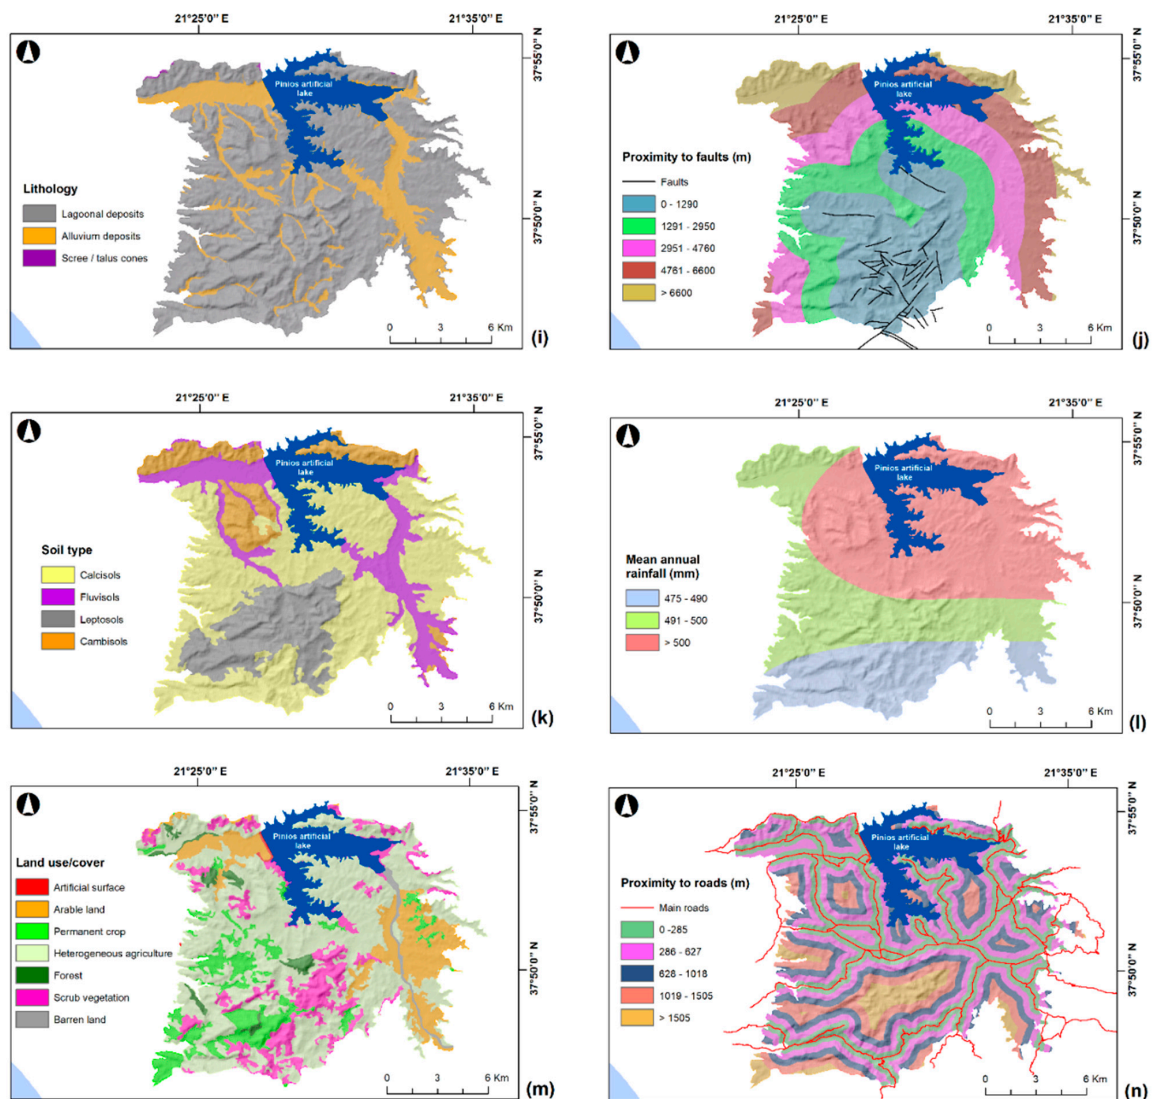 21°25'0'' E
21°35'0'' E
37°55'0'' N
37°50'0'' N
Pinios artificial
lake
Lithology
Lagoonal deposits
Alluvium deposits
Scree / talus cones
0 3 6 Km
(i)
21°25'0'' E
21°35'0'' E
37°55'0'' N
37°50'0'' N
Pinios artificial
lake
Proximity to faults (m)
Faults
0 - 1290
1291 - 2950
2951 - 4760
4761 - 6600
> 6600
0 3 6 Km
(j)
21°25'0'' E
21°35'0'' E
37°55'0'' N
37°50'0'' N
Pinios artificial
lake
Soil type
Calcisols
Fluvisols
Leptosols
Cambisols
0 3 6 Km
(k)
21°25'0'' E
21°35'0'' E
37°55'0'' N
37°50'0'' N
Pinios artificial
lake
Mean annual
rainfall (mm)
475 - 490
491 - 500
> 500
0 3 6 Km
(l)
21°25'0'' E
21°35'0'' E
37°55'0'' N
37°50'0'' N
Pinios artificial
lake
Land use/cover
Artificial surface
Arable land
Permanent crop
Heterogeneous agriculture
Forest
Scrub vegetation
Barren land
0 3 6 Km
(m)
21°25'0'' E
21°35'0'' E
37°55'0'' N
37°50'0'' N
Pinios artificial
lake
Proximity to roads (m)
Main roads
0 -285
286 - 627
628 - 1018
1019 - 1505
> 1505
0 3 6 Km
(n)